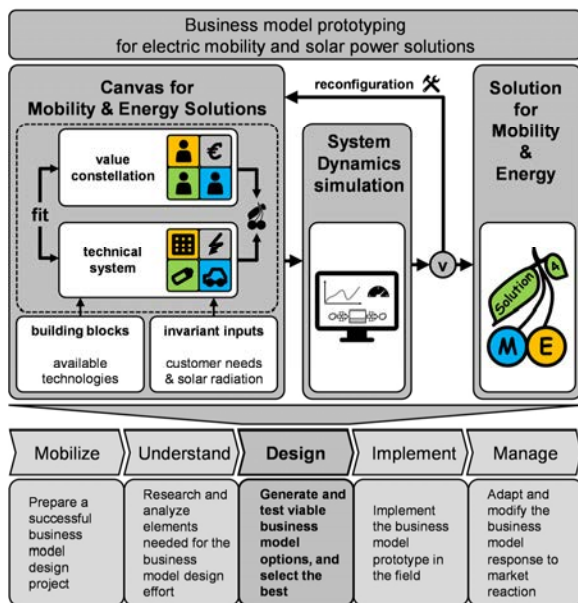 Business model prototyping
for electric mobility and solar power solutions
Canvas for
Mobility & Energy Solutions
value
constellation
€
fit
technical
system
building blocks
available
technologies
invariant inputs
customer needs
& solar radiation
reconfiguration
System
Dynamics
simulation
v
Solution
for
Mobility
&
Energy
Solution
4
M
E
Mobilize
Understand
Design
Implement
Manage
Prepare a
successful
business
model
design
project
Research and
analyze
elements
needed for the
business
model design
effort
Generate and
test viable
business
model
options, and
select the
best
Implement
the business
model
prototype in
the field
Adapt and
modify the
business
model
response to
market
reaction